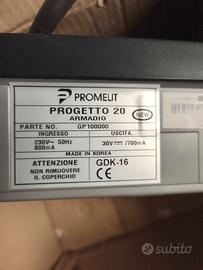 PROMELIT
PROGETTO 20
ARMADIO
NEW
PARTE NO. GP100000
INGRESSO USCITA
230V~ 50Hz 30V /700mA
800mA
MADE IN KOREA
ATTENZIONE GDK-16
NON RIMUOVERE
IL COPERCHIO CE
subito